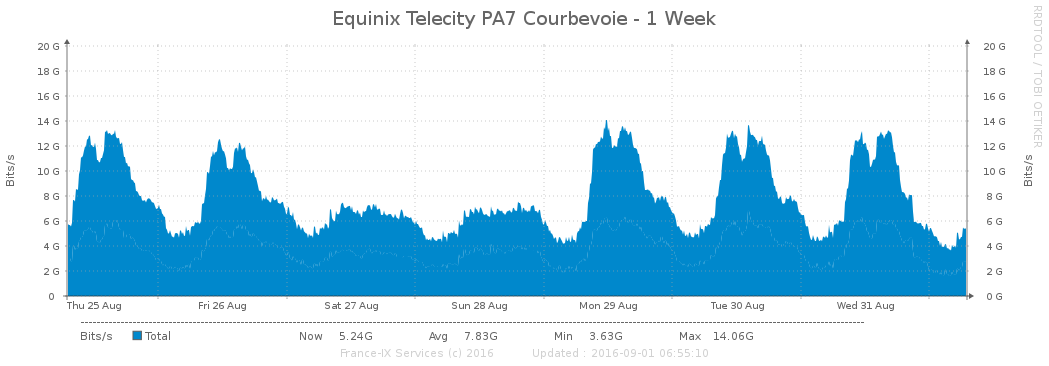 Equinix Telecity PA7 Courbevoie - 1 Week
RRDTOOL / TOBI OETIKER
Bits/s
20 G 20 G
18 G 18 G
16 G 16 G
14 G 14 G
12 G 12 G
10 G 10 G
8 G 8 G
6 G 6 G
4 G 4 G
2 G 2 G
0 0 G
Bits/s
Thu 25 Aug Fri 26 Aug Sat 27 Aug Sun 28 Aug Mon 29 Aug Tue 30 Aug Wed 31 Aug
Bits/s Total Now 5.24G Avg 7.83G Min 3.63G Max 14.06G
France-IX Services (c) 2016 Updated : 2016-09-01 06:55:10